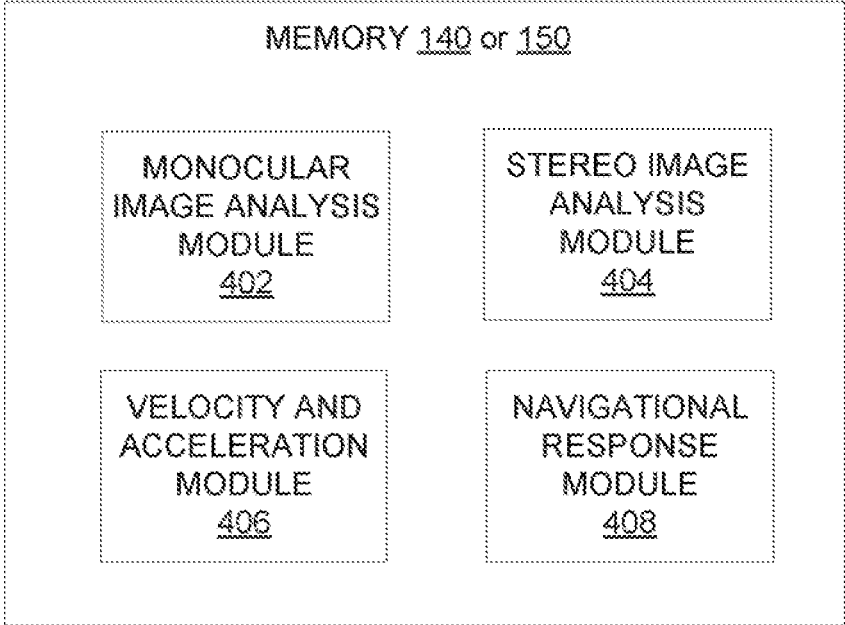 MEMORY 140 or 150
MONOCULAR
IMAGE ANALYSIS
MODULE
402
STEREO IMAGE
ANALYSIS
MODULE
404
VELOCITY AND
ACCELERATION
MODULE
406
NAVIGATIONAL
RESPONSE
MODULE
408